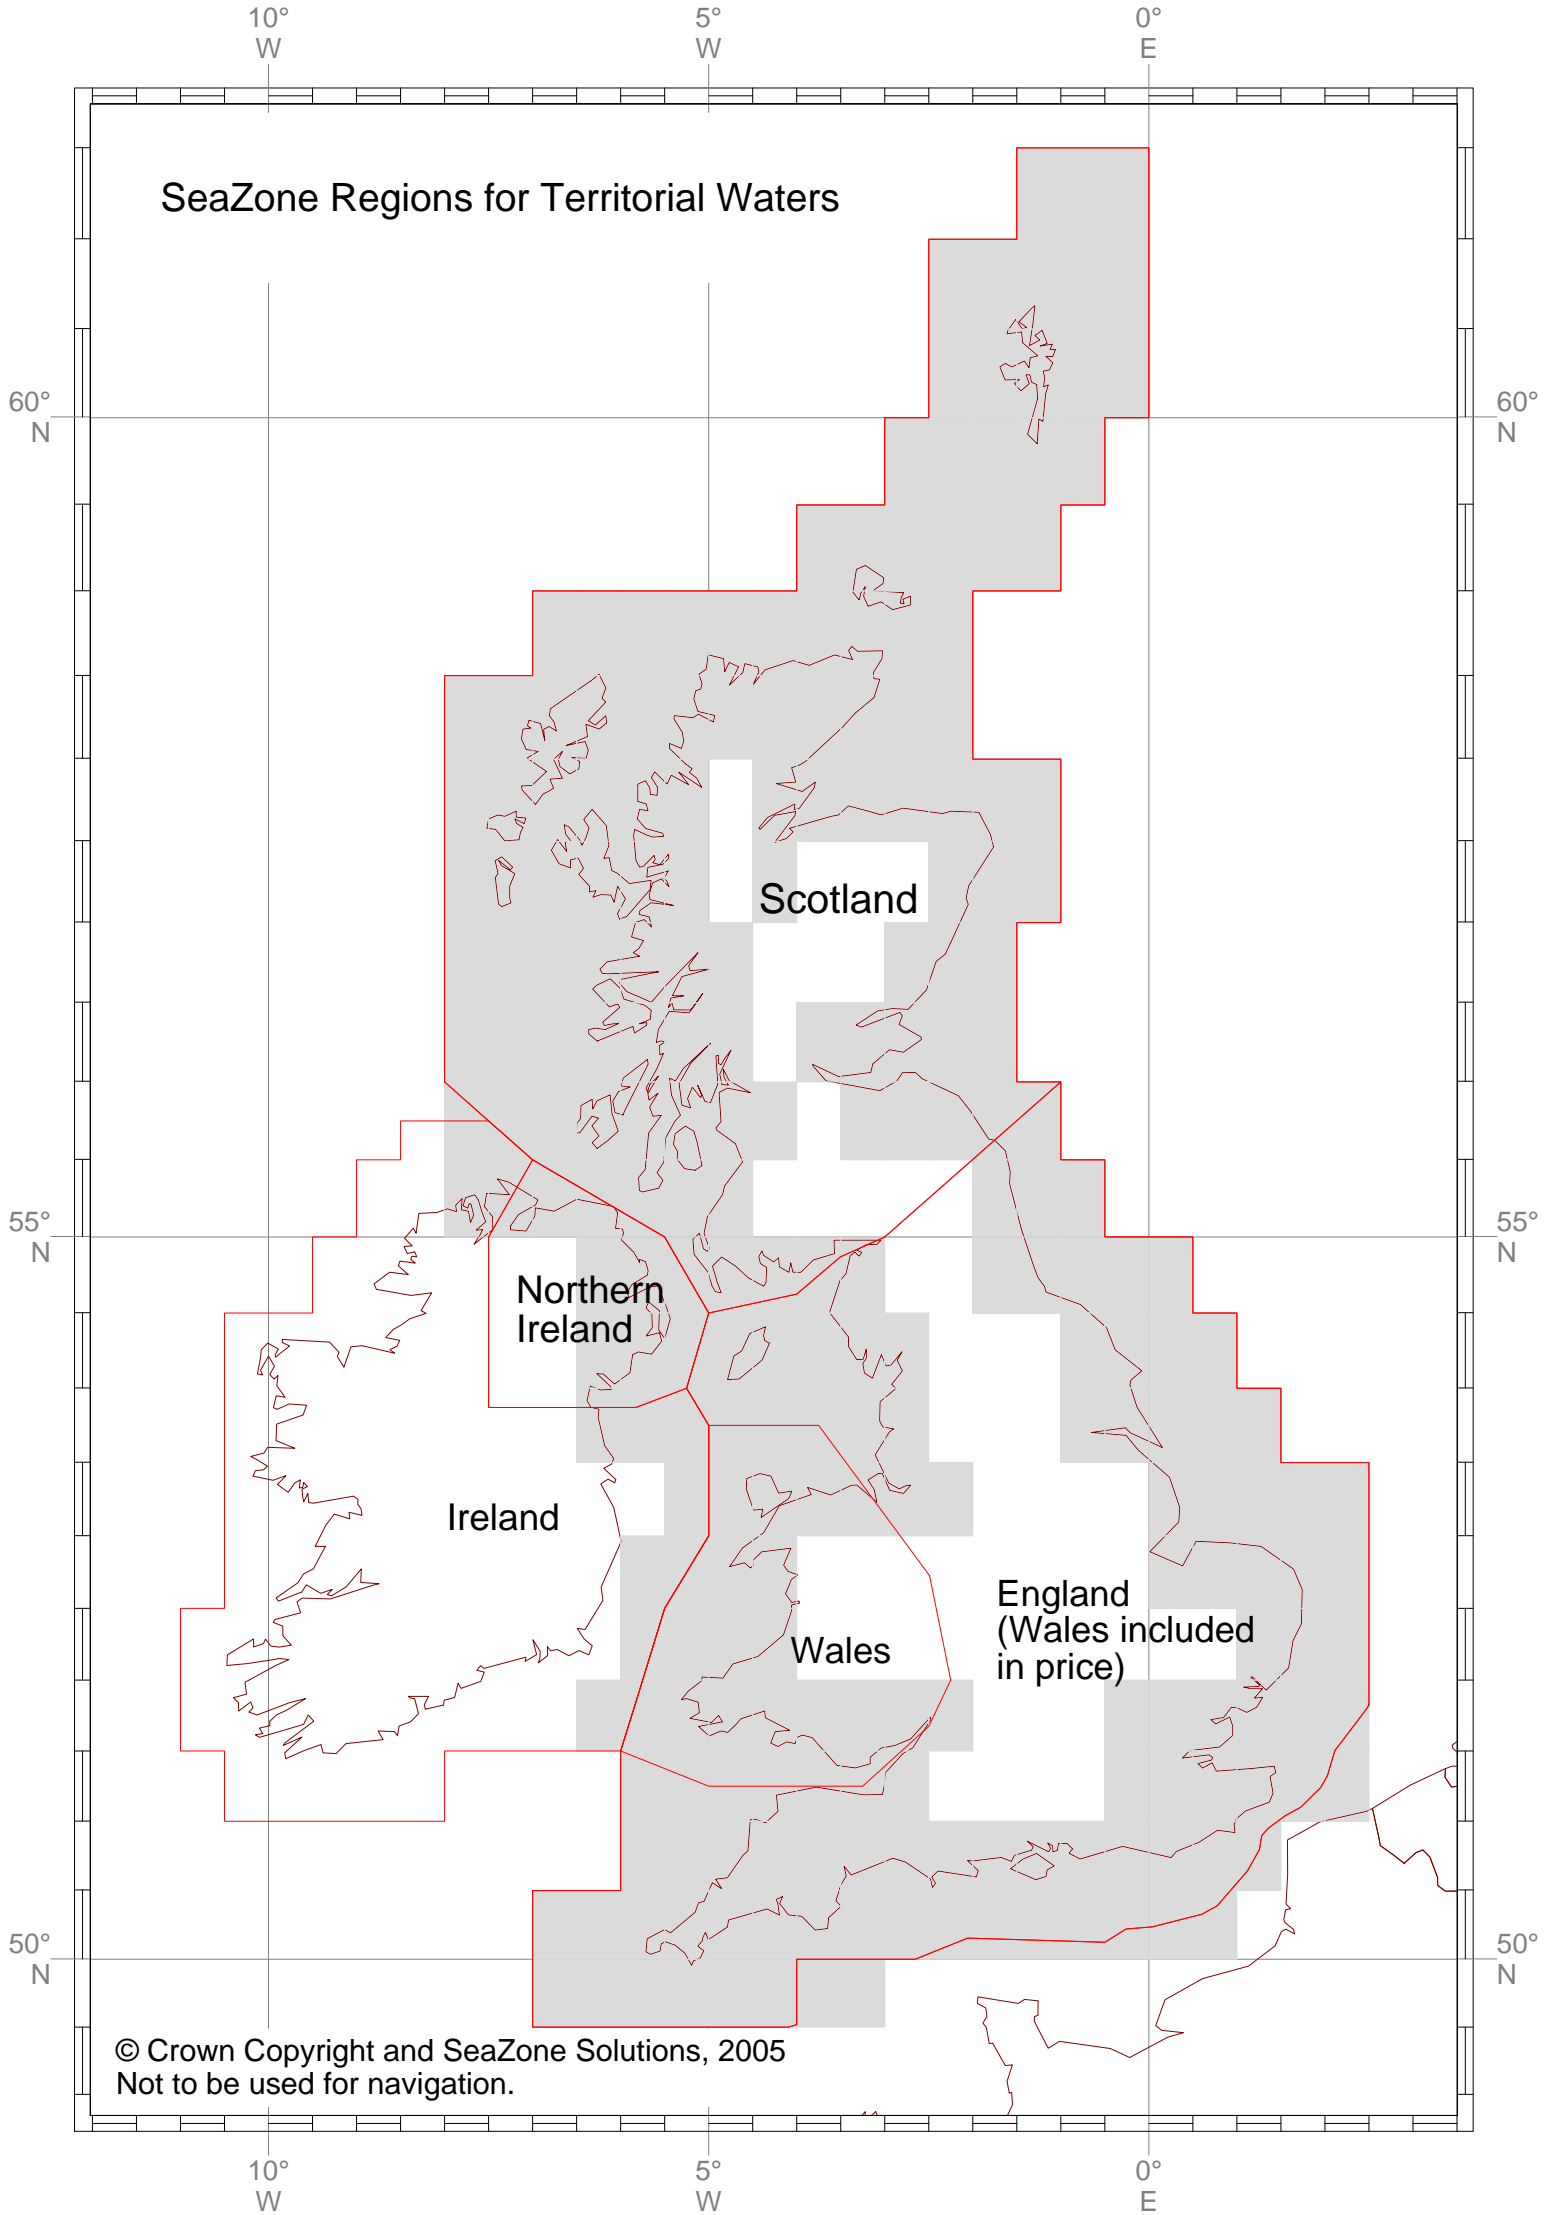 10° 5° 0°
W W E
SeaZone Regions for Territorial Waters
60° 60°
N N
Scotland
55° 55°
N N
Northern
Ireland
Ireland
England
(Wales included
in price)
Wales
50° 50°
N N
© Crown Copyright and SeaZone Solutions, 2005
Not to be used for navigation.
10° 5° 0°
W W E